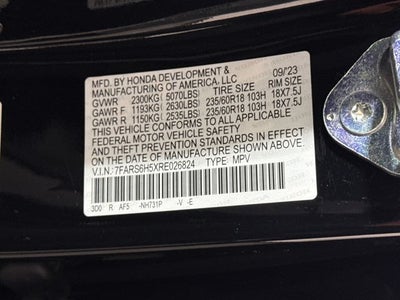 MFD. BY HONDA DEVELOPMENT & 09/'23
MANUFACTURING OF AMERICA, LLC
GVWR 2300KG( 5070LBS) TIRE SIZE RIM SIZE
GAWR F 1193KG( 2630LBS) 235/60R18 103H 18X7.5J
GAWR R 1150KG( 2535LBS) 235/60R18 103H 18X7.5J
THIS VEHICLE CONFORMS TO ALL APPLICABLE
FEDERAL MOTOR VEHICLE SAFETY, BUMPER,
AND THEFT PREVENTION STANDARDS IN EFFECT
ON THE DATE OF MANUFACTURE SHOWN ABOVE.
V.I.N.: 7FARS6H5XRE026824 TYPE: MPV
3C0 R AF5 -NH731P -V -E